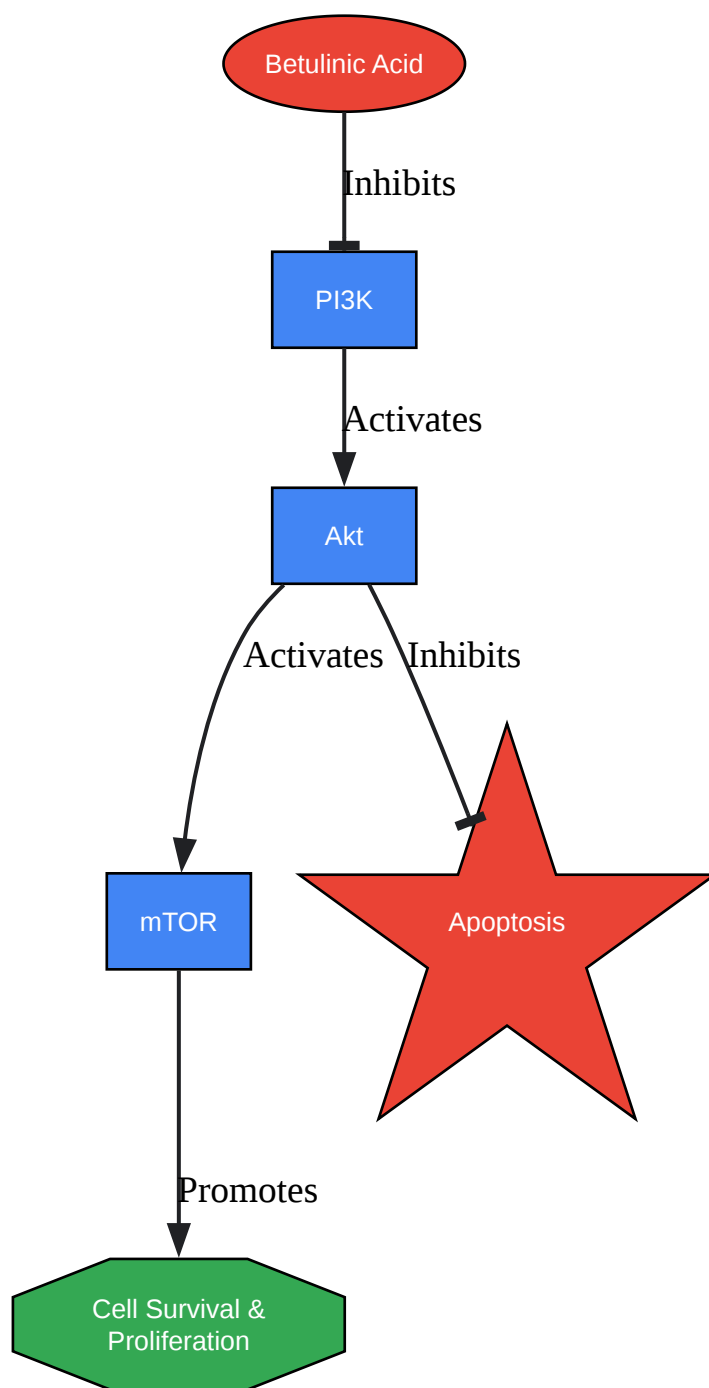 Betulinic Acid
Inhibits
PI3K
Activates
Akt
Activates
Inhibits
mTOR
Apoptosis
Promotes
Cell Survival &
Proliferation